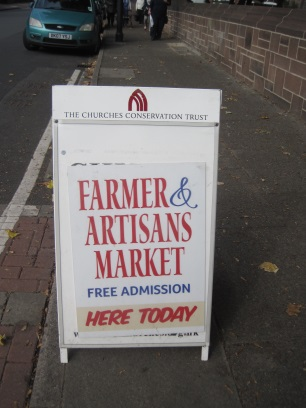 THE CHURCHES CONSERVATION TRUST
FARMER &
ARTISANS
MARKET
FREE ADMISSION
HERE TODAY